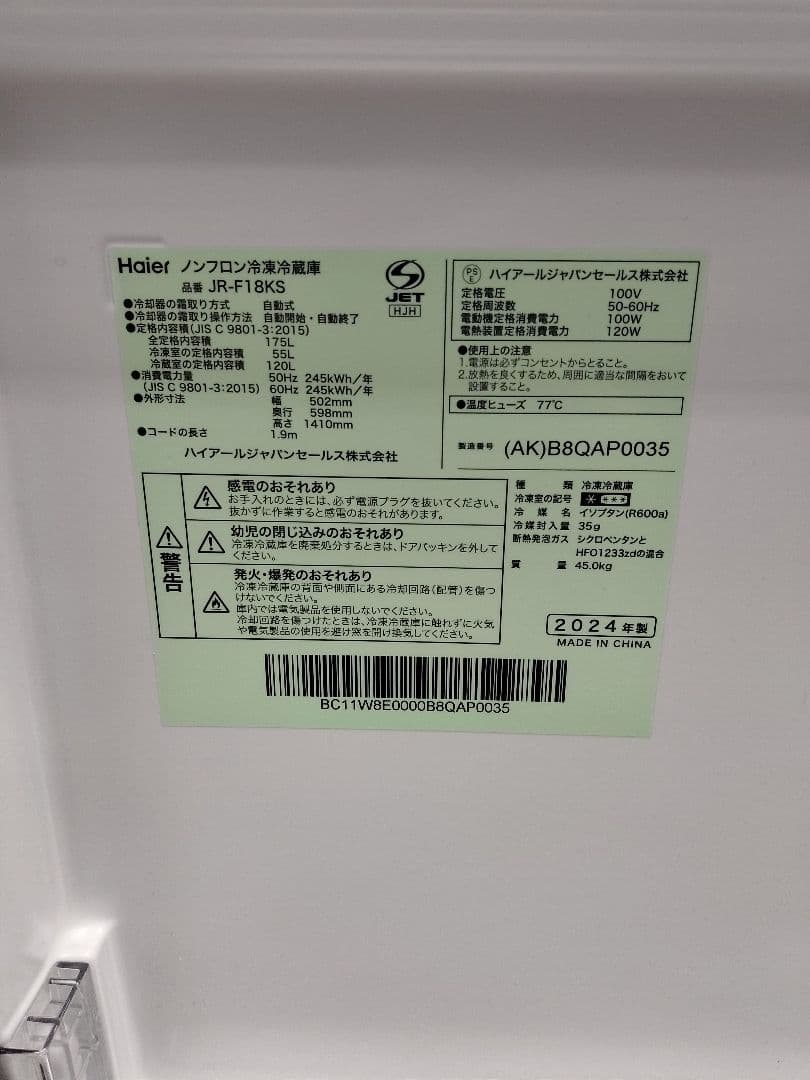 Haier ノンフロン冷凍冷蔵庫
品番 JR-F18KS
●冷却器の霜取り方式 自動式
●冷却器の霜取り操作方法 自動開始・自動終了
●定格内容積(JIS C 9801-3:2015)
全定格内容積 175L
冷凍室の定格内容積 55L
冷蔵室の定格内容積 120L
●消費電力量 50Hz 245kWh/年
(JIS C 9801-3:2015) 60Hz 245kWh/年
●外形寸法 幅 502mm
奥行 598mm
高さ 1410mm
●コードの長さ 1.9m
ハイアールジャパンセールス株式会社
JET
HJH
PSE ハイアールジャパンセールス株式会社
定格電圧 100V
定格周波数 50-60Hz
電動機定格消費電力 100W
電熱装置定格消費電力 120W
●使用上の注意
1.電源は必ずコンセントからとること。
2.放熱を良くするため、周囲に適当な間隔をおいて
設置すること。
●温度ヒューズ 77℃
製造番号 (AK)B8QAP0035
警告
感電のおそれあり
お手入れのときには、必ず電源プラグを抜いてください。
抜かずに作業すると感電のおそれがあります。
幼児の閉じ込めのおそれあり
冷凍冷蔵庫を廃棄処分するときは、ドアパッキンを外して
ください。
発火・爆発のおそれあり
冷凍冷蔵庫の背面や側面にある冷却回路(配管)を傷つ
けないでください。
庫内では電気製品を使用しないでください。
冷却回路を傷つけたときは、冷凍冷蔵庫に触れずに火気
や電気製品の使用を避け窓を開け換気してください。
種類 冷凍冷蔵庫
冷凍室の記号 * ***
冷媒名 イソブタン(R600a)
冷媒封入量 35g
断熱発泡ガス シクロペンタンと
HFO1233zdの混合
質量 45.0kg
2024年製
MADE IN CHINA
BC11W8E0000B8QAP0035